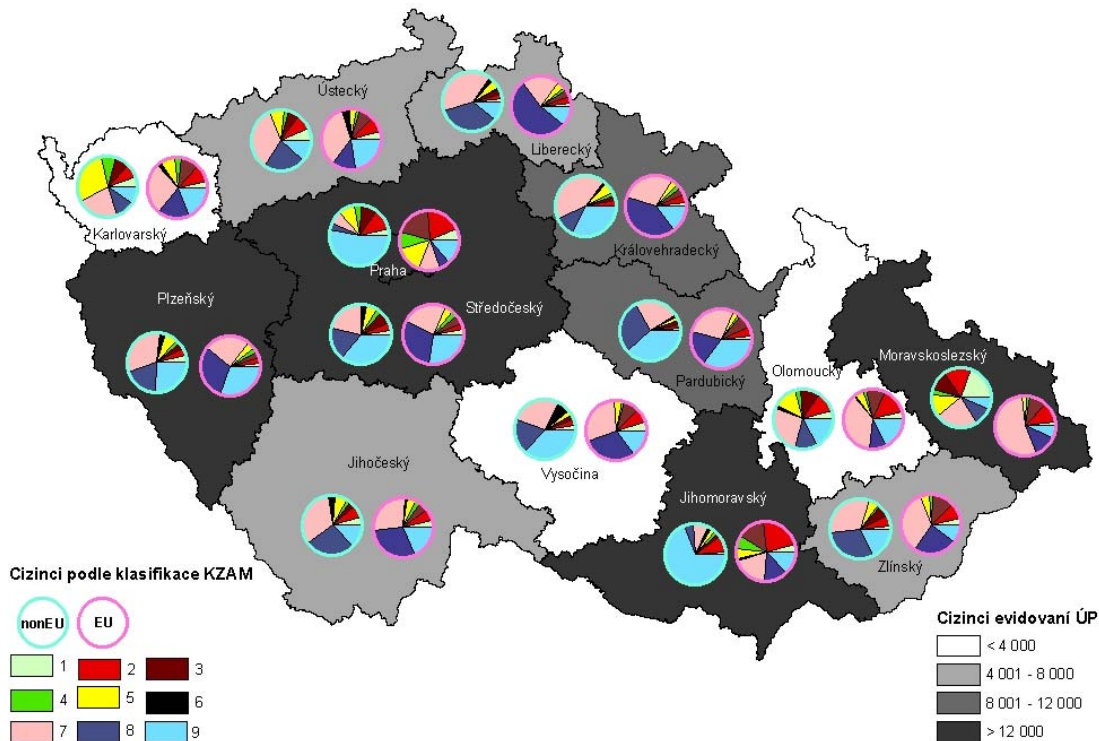 Ústecký
Liberecký
Karlovarský
Královehradecký
Praha
Plzeňský
Středočeský
Pardubický
Moravskoslezský
Olomoucký
Vysočina
Jihočeský
Jihomoravský
Zlínský
Cizinci podle klasifikace KZAM
nonEU EU
1 2 3
4 5 6
7 8 9
Cizinci evidovaní ÚP
< 4 000
4 001 - 8 000
8 001 - 12 000
> 12 000